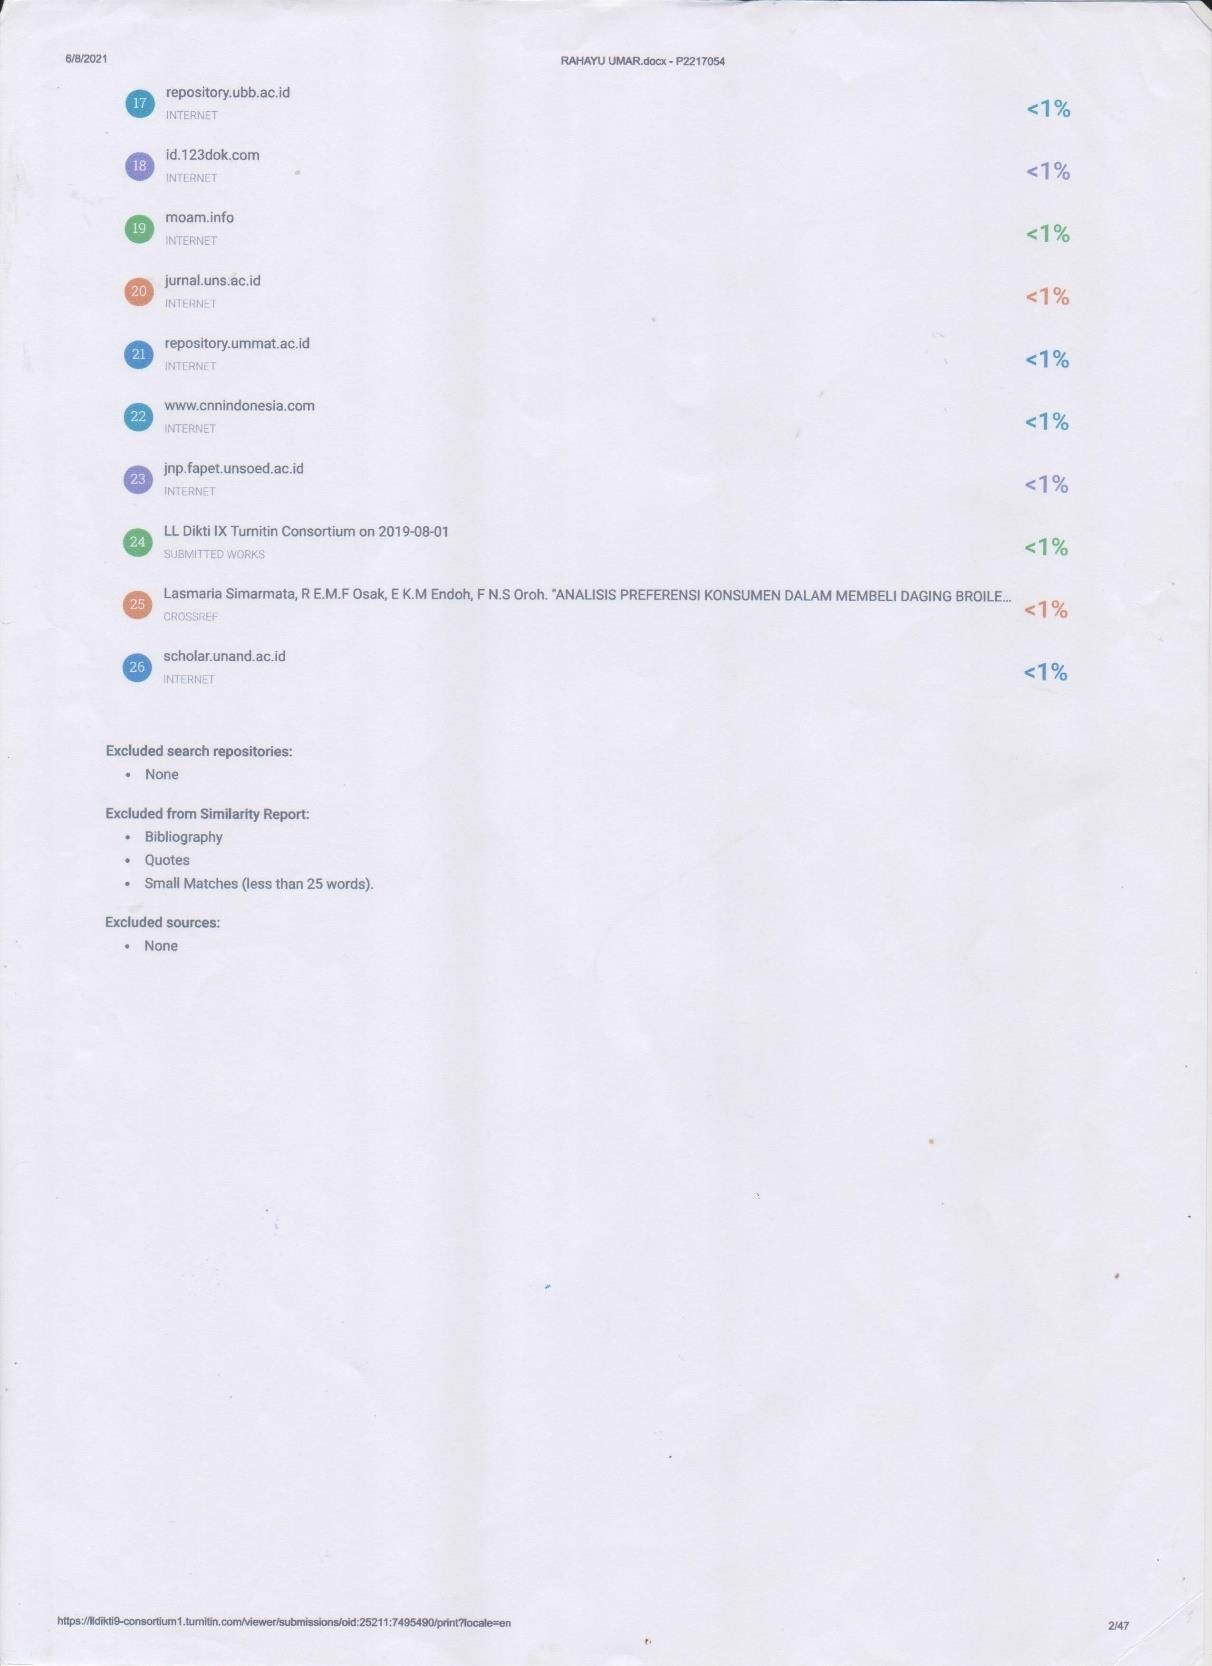 6/8/2021 RAHAYU UMAR.docx - P2217054
17 repository.ubb.ac.id
INTERNET
<1%
18 id.123dok.com
INTERNET
<1%
19 moam.info
INTERNET
<1%
20 jurnal.uns.ac.id
INTERNET
<1%
21 repository.ummat.ac.id
INTERNET
<1%
22 www.cnnindonesia.com
INTERNET
<1%
23 jnp.fapet.unsoed.ac.id
INTERNET
<1%
24 LL Dikti IX Turnitin Consortium on 2019-08-01
SUBMITTED WORKS
<1%
25 Lasmaria Simarmata, R E.M.F Osak, E K.M Endoh, F N.S Oroh. "ANALISIS PREFERENSI KONSUMEN DALAM MEMBELI DAGING BROILE...
CROSSREF
<1%
26 scholar.unand.ac.id
INTERNET
<1%
Excluded search repositories:
• None
Excluded from Similarity Report:
• Bibliography
• Quotes
• Small Matches (less than 25 words).
Excluded sources:
• None
https://lldikti9-consortium1.turnitin.com/viewer/submissions/oid:25211:7495490/print?locale=en 2/47